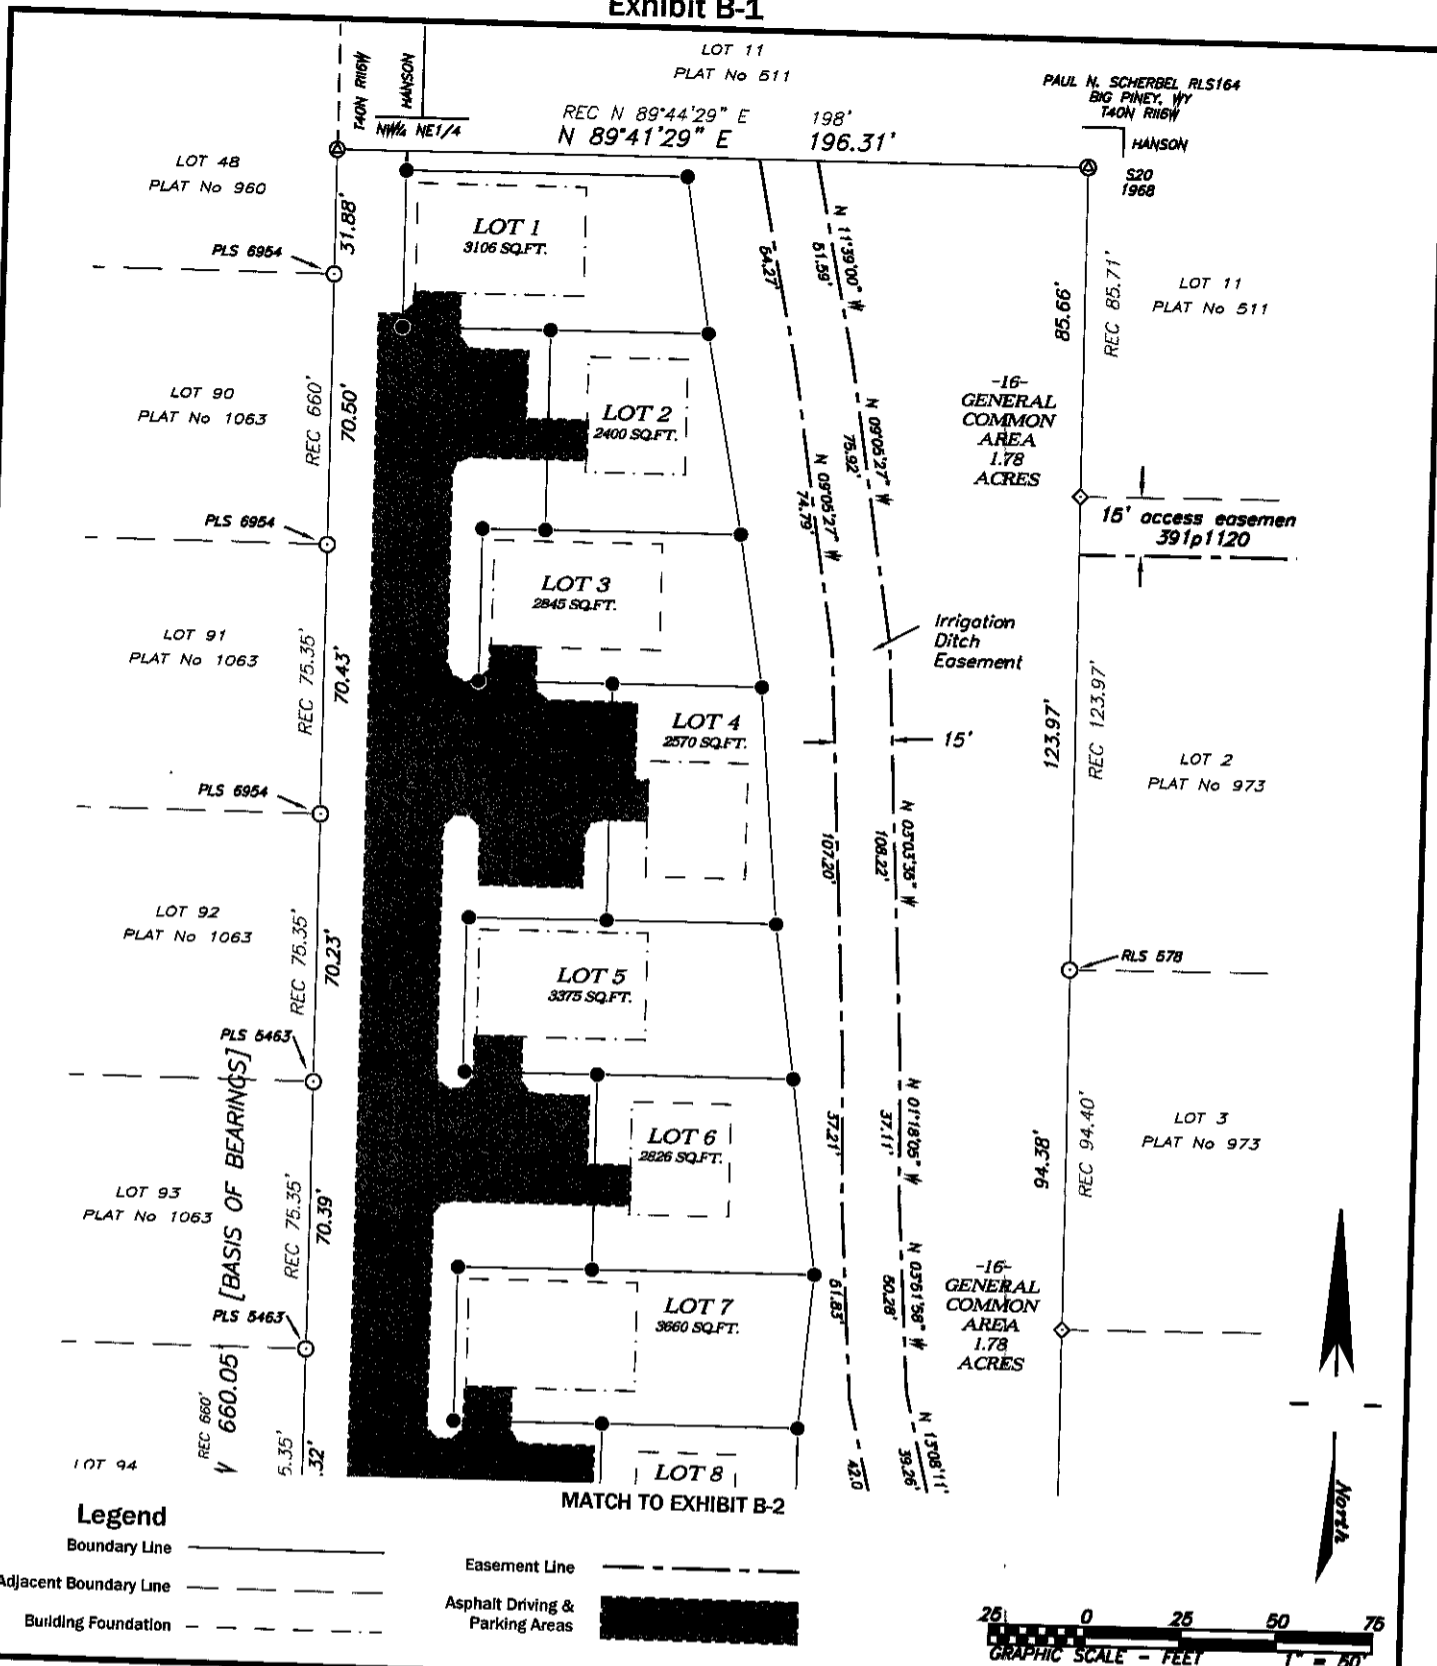 Exhibit B-1
LOT 11
PLAT No 511
T40N R116W
HANSON
NW¼ NE1/4
REC N 89°44'29" E 198'
N 89°41'29" E 196.31'
PAUL N. SCHERBEL RLS164
BIG PINEY, WY
T40N R116W
HANSON
S20
1968
LOT 48
PLAT No 960
31.88'
PLS 6954
LOT 1
3106 SQ.FT.
64.27'
N 11°39'00" W
61.59'
85.66'
REC 85.71'
LOT 11
PLAT No 511
LOT 90
PLAT No 1063
REC 660'
70.50'
LOT 2
2400 SQ.FT.
N 09°05'27" W
75.92'
N 09°05'27" W
74.79'
-16-
GENERAL
COMMON
AREA
1.78
ACRES
PLS 6954
15' access easemen
391p1120
LOT 3
2845 SQ.FT.
LOT 91
PLAT No 1063
REC 75.35'
70.43'
Irrigation
Ditch
Easement
LOT 4
2570 SQ.FT.
15'
123.97'
REC 123.97'
LOT 2
PLAT No 973
PLS 6954
107.20'
N 03°03'35" W
108.22'
LOT 92
PLAT No 1063
REC 75.35'
70.23'
LOT 5
3375 SQ.FT.
RLS 578
PLS 5463
[BASIS OF BEARINGS]
37.21'
N 01°18'05" W
37.11'
94.38'
REC 94.40'
LOT 3
PLAT No 973
LOT 6
2826 SQ.FT.
LOT 93
PLAT No 1063
REC 75.35'
70.39'
61.83'
N 03°51'58" W
60.28'
-16-
GENERAL
COMMON
AREA
1.78
ACRES
LOT 7
3660 SQ.FT.
PLS 5463
REC 660'
660.05'
5.35'
.32'
LOT 94
LOT 8
42.0
N 13°08'11"
39.26'
MATCH TO EXHIBIT B-2
North
Legend
Boundary Line
Adjacent Boundary Line
Building Foundation
Easement Line
Asphalt Driving &
Parking Areas
25 0 25 50 75
GRAPHIC SCALE - FEET 1" = 50'